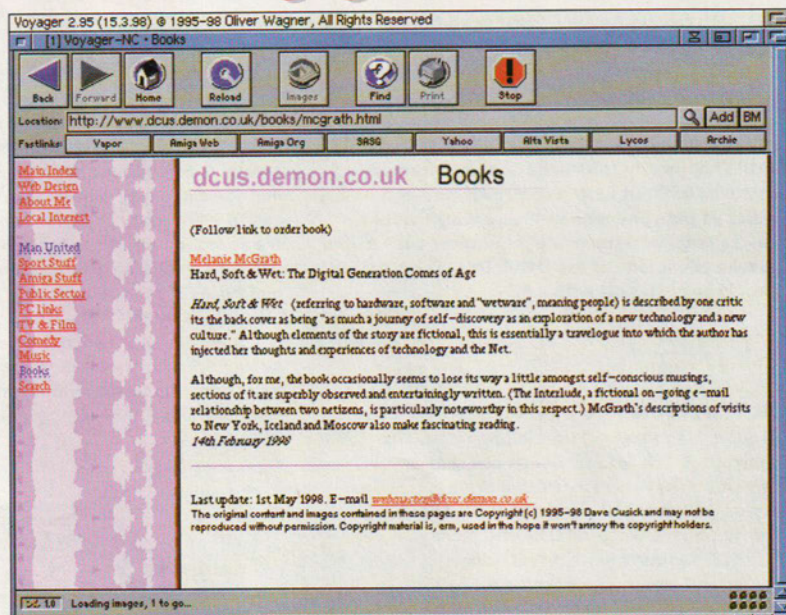 Voyager 2.95 (15.3.98) © 1995-98 Oliver Wagner, All Rights Reserved
[1] Voyager-NC • Books
Back Forward Home Reload Images Find Print Stop
Location: http://www.dcus.demon.co.uk/books/mcgrath.html Add BM
Fastlinks: Vapor Amiga Web Amiga Org SASG Yahoo Alta Vista Lycos Archie
Main Index
Web Design
About Me
Local Interest
Man United
Sport Stuff
Amiga Stuff
Public Sector
PC links
TY & Film
Comedy
Music
Books
Search
dcus.demon.co.uk Books
(Follow link to order book)
Melanie McGrath
Hard, Soft & Wet: The Digital Generation Comes of Age
Hard, Soft & Wet (referring to hardware, software and "wetware", meaning people) is described by one critic
its the back cover as being "as much a journey of self-discovery as an exploration of a new technology and a new
culture." Although elements of the story are fictional, this is essentially a travelogue into which the author has
injected her thoughts and experiences of technology and the Net.
Although, for me, the book occasionally seems to lose its way a little amongst self-conscious musings,
sections of it are superbly observed and entertainingly written. (The Interlude, a fictional on-going e-mail
relationship between two netizens, is particularly noteworthy in this respect.) McGrath's descriptions of visits
to New York, Iceland and Moscow also make fascinating reading.
14th February 1998
Last update: 1st May 1998. E-mail webmaster@dcus.demon.co.uk
The original content and images contained in these pages are Copyright (c) 1995-98 Dave Cusick and may not be
reproduced without permission. Copyright material is, erm, used in the hope it won't annoy the copyright holders.
1.0 Loading images, 1 to go...